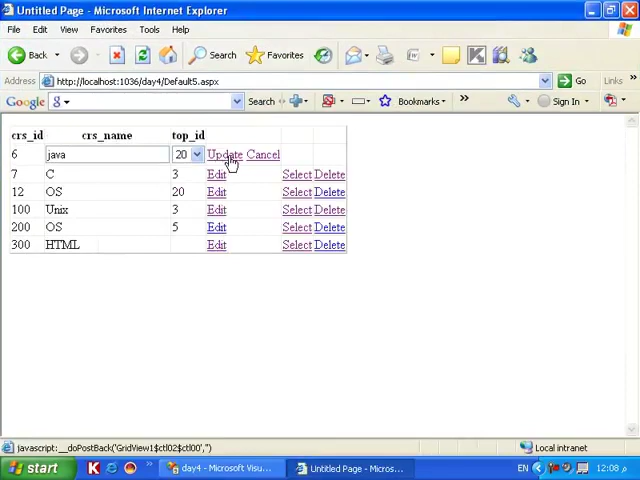 Untitled Page - Microsoft Internet Explorer
File Edit View Favorites Tools Help
Back Search Favorites
Address http://localhost:1036/day4/Default5.aspx Go
Google Search Bookmarks Sign In
crs_id crs_name top_id
6 java 20 Update Cancel
7 C 3 Edit Select Delete
12 OS 20 Edit Select Delete
100 Unix 3 Edit Select Delete
200 OS 5 Edit Select Delete
300 HTML Edit Select Delete
javascript:__doPostBack('GridView1$ctl02$ctl00','') Local intranet
start day4 - Microsoft Visu... Untitled Page - Micros... EN 12:08 م